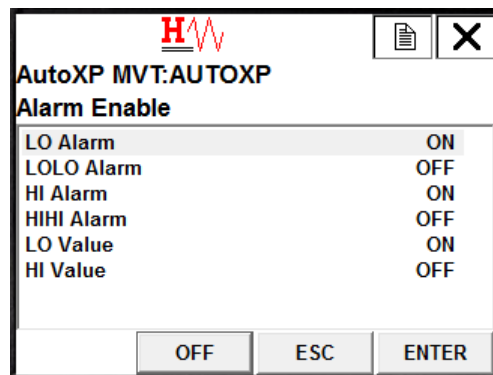 H
AutoXP MVT:AUTOXP
Alarm Enable
LO Alarm ON
LOLO Alarm OFF
HI Alarm ON
HIHI Alarm OFF
LO Value ON
HI Value OFF
OFF ESC ENTER